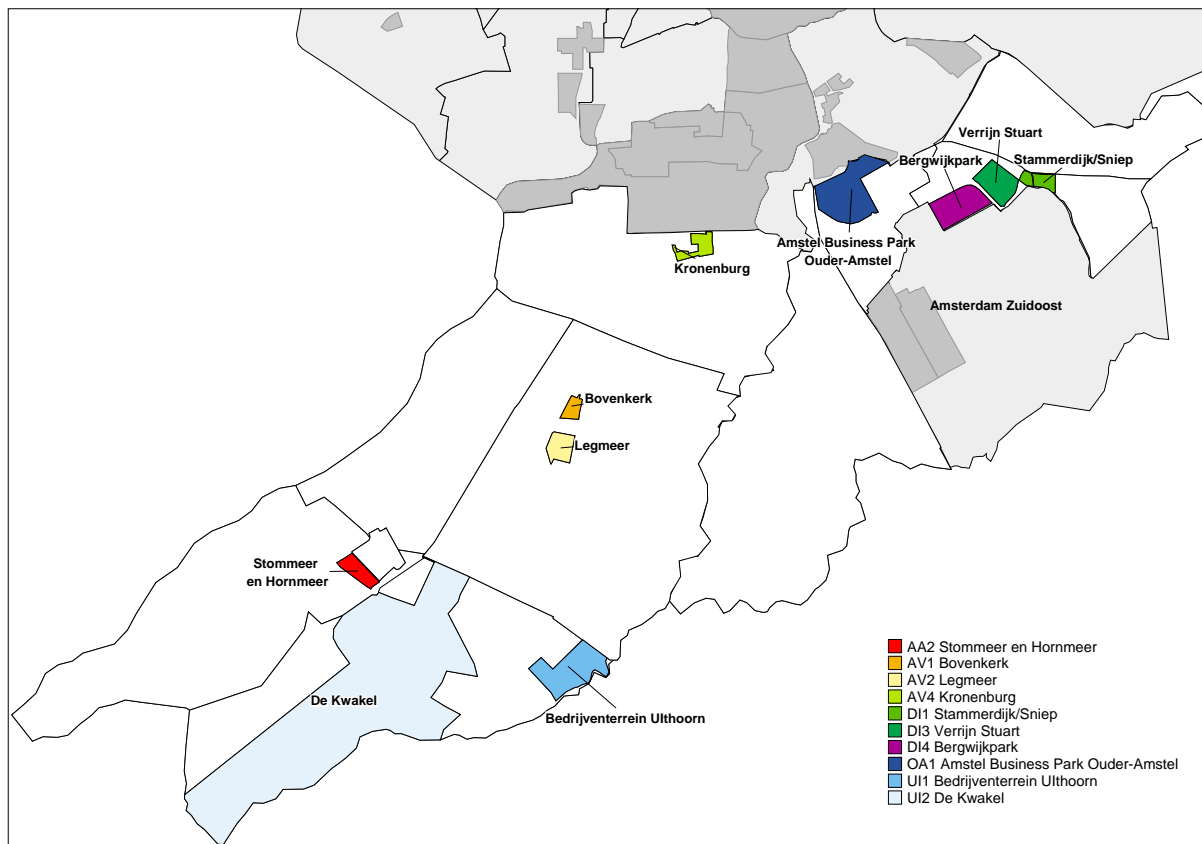 Verrijn Stuart
Bergwijkpark
Stammerdijk/Sniep
Amstel Business Park
Ouder-Amstel
Kronenburg
Amsterdam Zuidoost
Bovenkerk
Legmeer
Stommeer
en Hornmeer
De Kwakel
Bedrijventerrein UIthoorn
AA2 Stommeer en Hornmeer
AV1 Bovenkerk
AV2 Legmeer
AV4 Kronenburg
DI1 Stammerdijk/Sniep
DI3 Verrijn Stuart
DI4 Bergwijkpark
OA1 Amstel Business Park Ouder-Amstel
UI1 Bedrijventerrein UIthoorn
UI2 De Kwakel